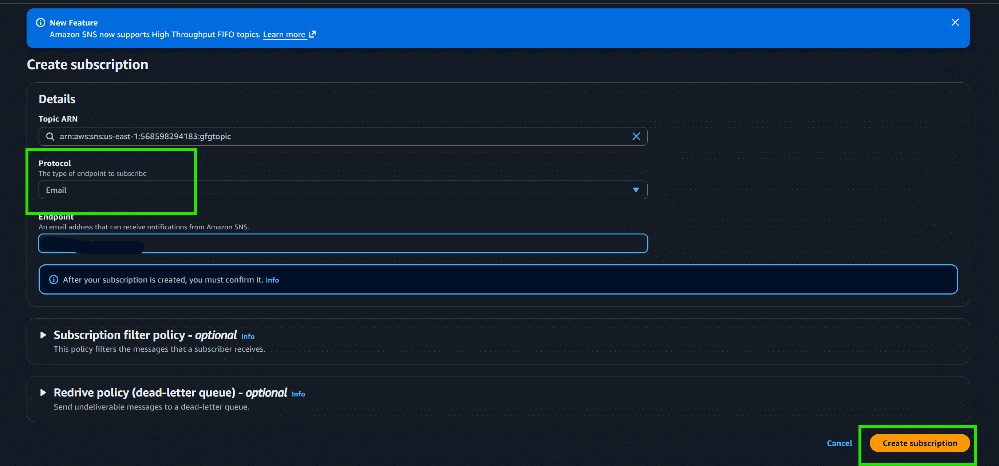 New Feature
Amazon SNS now supports High Throughput FIFO topics. Learn more
Create subscription
Details
Topic ARN
arn:aws:sns:us-east-1:568598294183:gfgtopic
Protocol
The type of endpoint to subscribe
Email
Endpoint
An email address that can receive notifications from Amazon SNS.
After your subscription is created, you must confirm it. Info
Subscription filter policy - optional Info
This policy filters the messages that a subscriber receives.
Redrive policy (dead-letter queue) - optional Info
Send undeliverable messages to a dead-letter queue.
Cancel
Create subscription